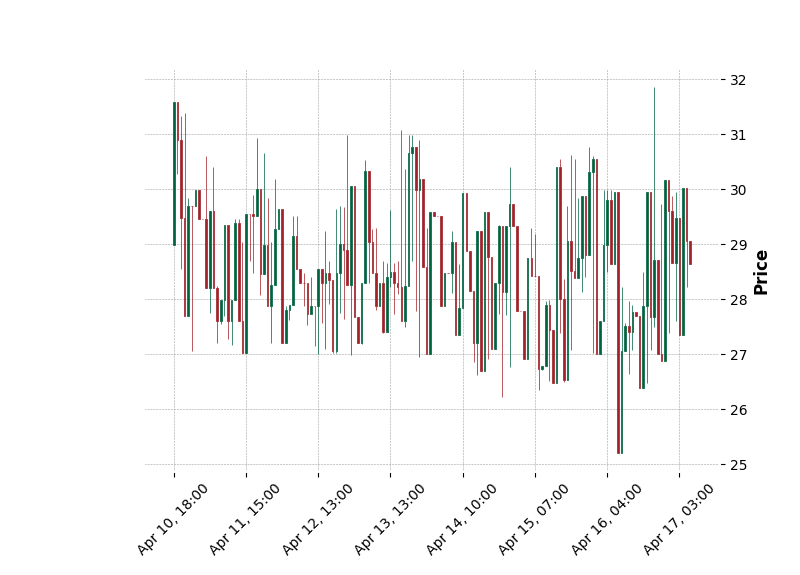 32
31
30
29
28
27
26
25
Price
Apr 10, 18:00
Apr 11, 15:00
Apr 12, 13:00
Apr 13, 13:00
Apr 14, 10:00
Apr 15, 07:00
Apr 16, 04:00
Apr 17, 03:00